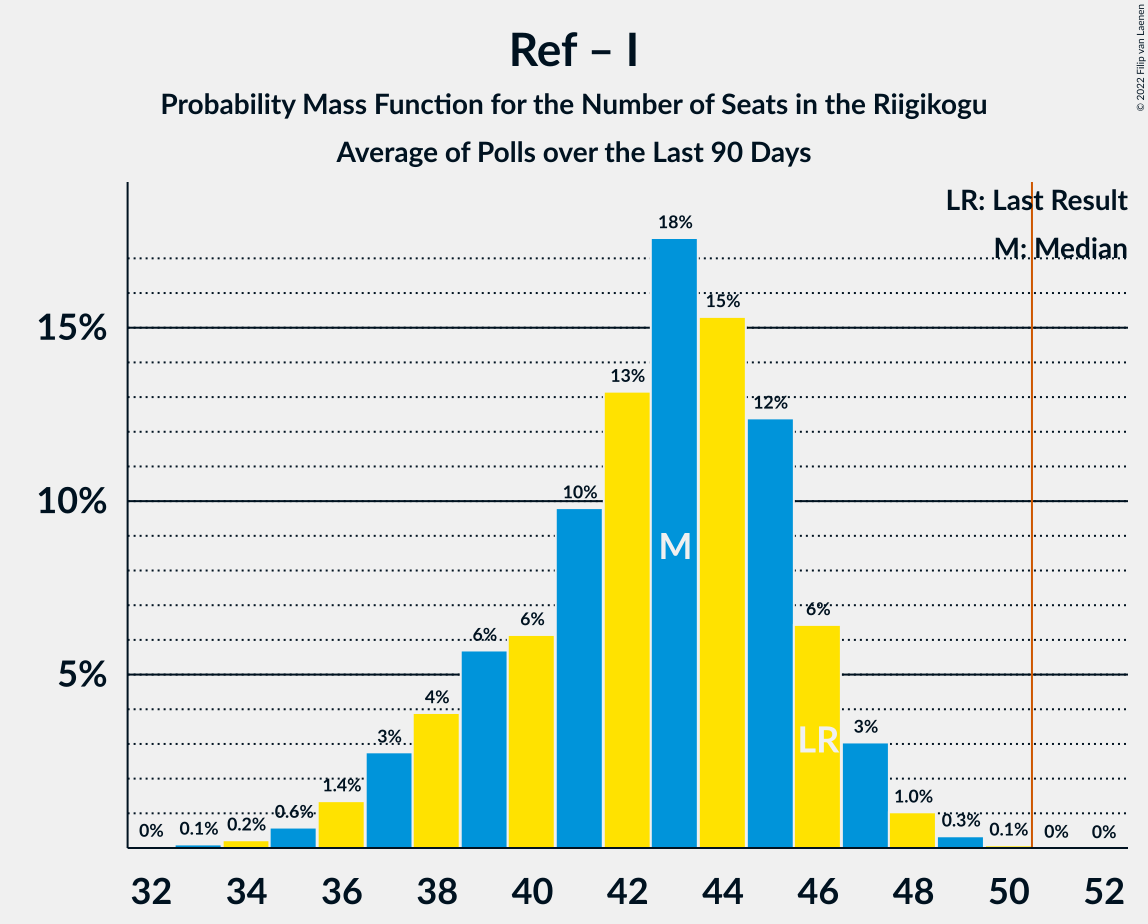 Ref – I
Probability Mass Function for the Number of Seats in the Riigikogu
Average of Polls over the Last 90 Days
© 2022 Filip van Laenen
LR: Last Result
M: Median
15%
10%
5%
0%
0.1%
0.2%
0.6%
1.4%
3%
4%
6%
6%
10%
13%
18%
15%
12%
6%
3%
1.0%
0.3%
0.1%
0%
0%
M
LR
32 34 36 38 40 42 44 46 48 50 52